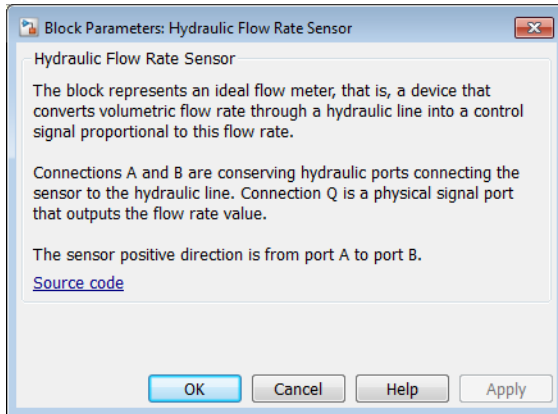 Block Parameters: Hydraulic Flow Rate Sensor
Hydraulic Flow Rate Sensor
The block represents an ideal flow meter, that is, a device that
converts volumetric flow rate through a hydraulic line into a control
signal proportional to this flow rate.
Connections A and B are conserving hydraulic ports connecting the
sensor to the hydraulic line. Connection Q is a physical signal port
that outputs the flow rate value.
The sensor positive direction is from port A to port B.
Source code
OK Cancel Help Apply